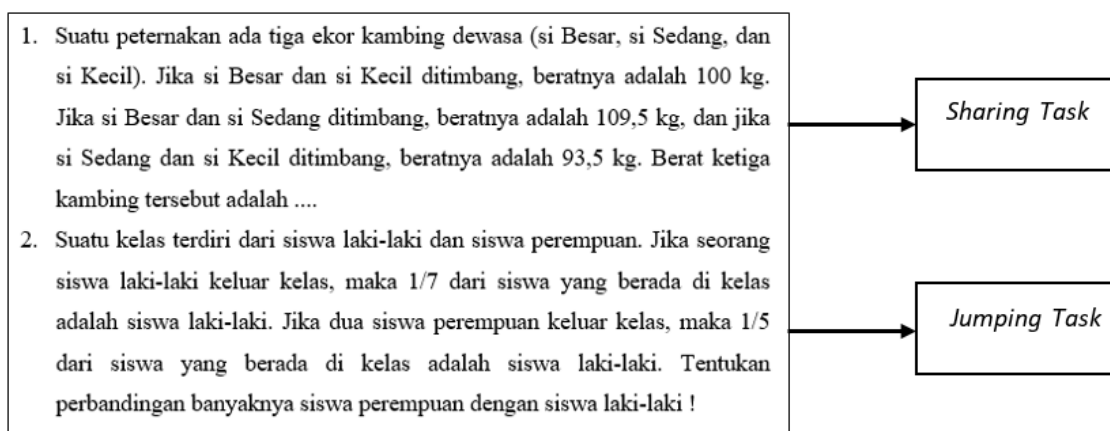 1. Suatu peternakan ada tiga ekor kambing dewasa (si Besar, si Sedang, dan
si Kecil). Jika si Besar dan si Kecil ditimbang, beratnya adalah 100 kg.
Jika si Besar dan si Sedang ditimbang, beratnya adalah 109,5 kg, dan jika
si Sedang dan si Kecil ditimbang, beratnya adalah 93,5 kg. Berat ketiga
kambing tersebut adalah ....
2. Suatu kelas terdiri dari siswa laki-laki dan siswa perempuan. Jika seorang
siswa laki-laki keluar kelas, maka 1/7 dari siswa yang berada di kelas
adalah siswa laki-laki. Jika dua siswa perempuan keluar kelas, maka 1/5
dari siswa yang berada di kelas adalah siswa laki-laki. Tentukan
perbandingan banyaknya siswa perempuan dengan siswa laki-laki !
Sharing Task
Jumping Task